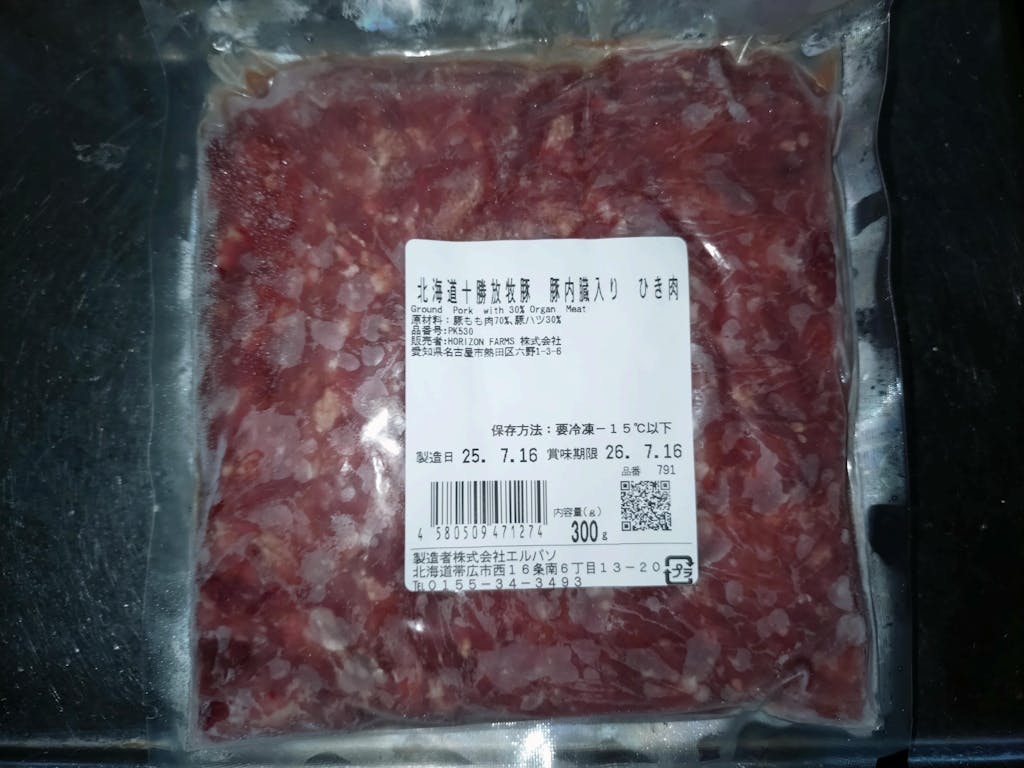 北海道十勝放牧豚 豚内臓入り ひき肉
Ground Pork with 30% Organ Meat
原材料：豚もも肉70%、豚ハツ30%
品番号:PK530
販売者:HORIZON FARMS 株式会社
愛知県名古屋市熱田区六野1-3-6
保存方法：要冷凍－１５℃以下
製造日 25. 7.16 賞味期限 26. 7.16
品番 791
4 580509 471274
内容量(g)
300g
製造者株式会社エルパソ
北海道帯広市西１６条南６丁目１３－２０
プラ
℡０１５５－３４－３４９３